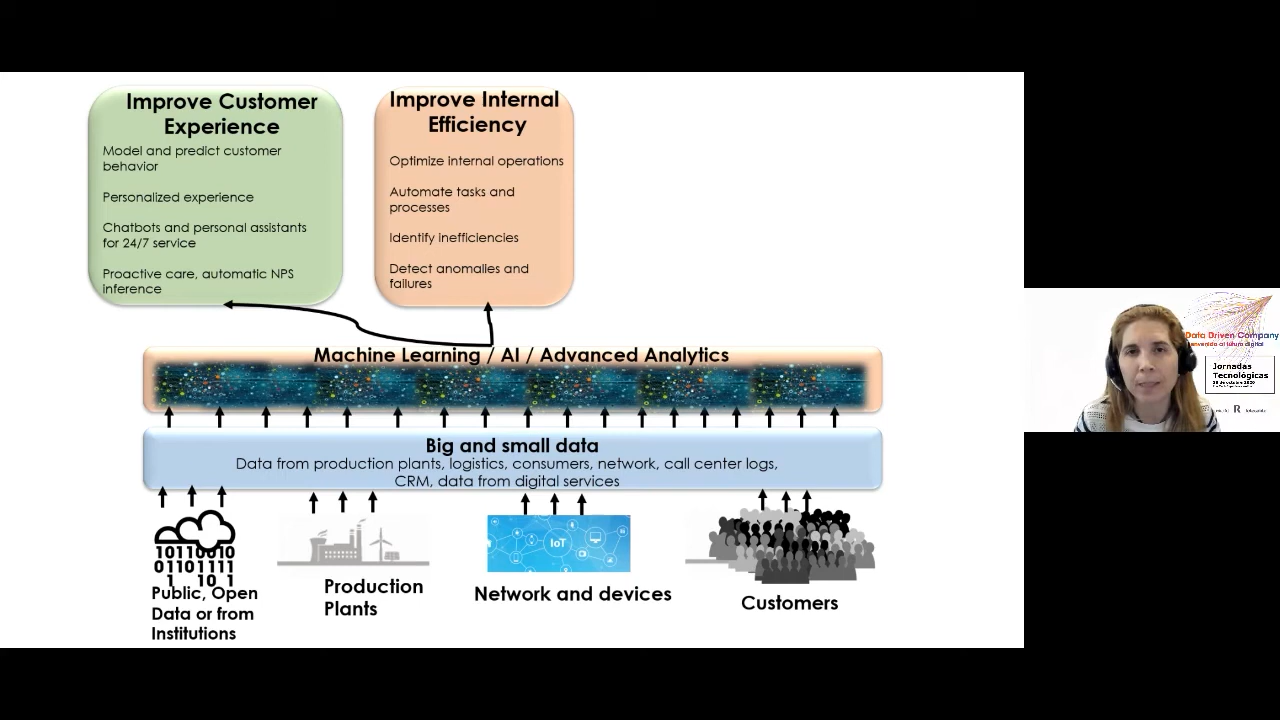 Improve Customer
Experience
Model and predict customer
behavior
Personalized experience
Chatbots and personal assistants
for 24/7 service
Proactive care, automatic NPS
inference
Improve Internal
Efficiency
Optimize internal operations
Automate tasks and
processes
Identify inefficiencies
Detect anomalies and
failures
Machine Learning / AI / Advanced Analytics
Big and small data
Data from production plants, logistics, consumers, network, call center logs,
CRM, data from digital services
10110010
01101111
1 10 1
Public, Open
Data or from
Institutions
Production
Plants
IoT
Network and devices
Customers
Data Driven Company
al futuro digital
Jornadas
Tecnológicas
R